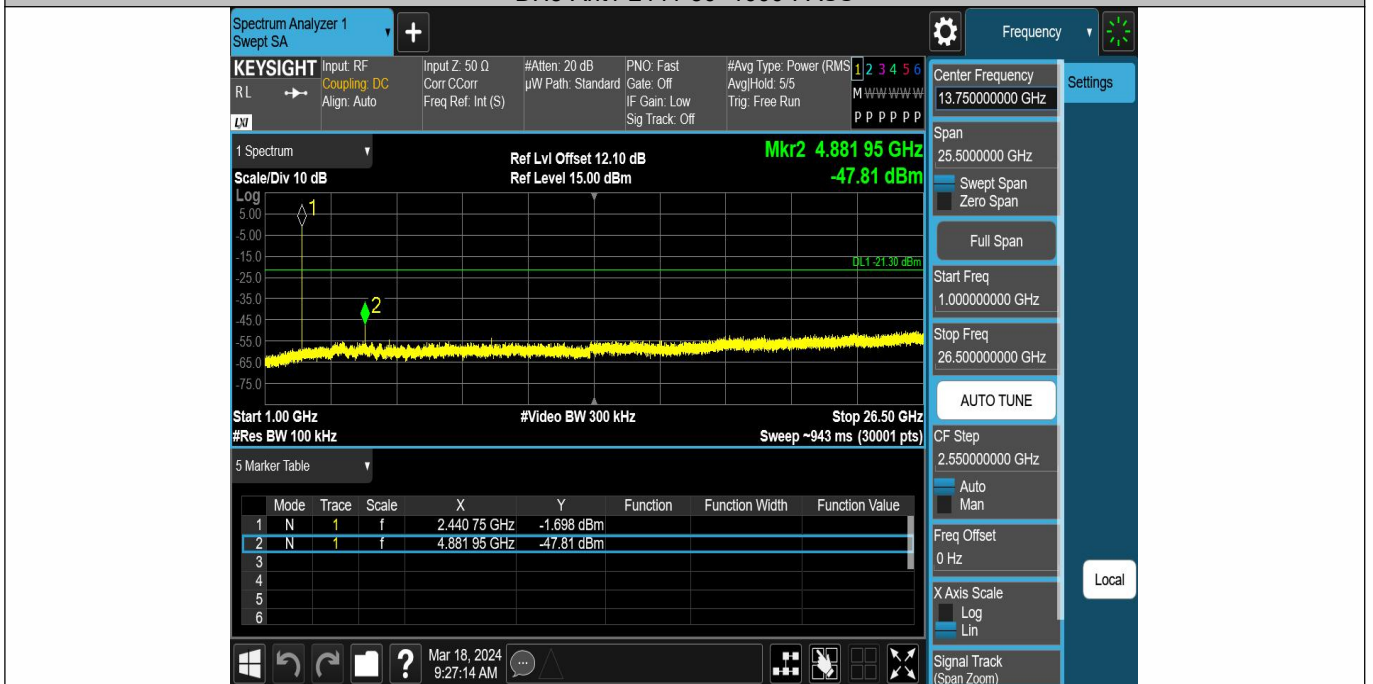 Spectrum Analyzer 1
Swept SA
+
Frequency
KEYSIGHT
RL
LXI
Input: RF
Coupling: DC
Align: Auto
Input Z: 50 Ω
Corr CCorr
Freq Ref: Int (S)
#Atten: 20 dB
µW Path: Standard
PNO: Fast
Gate: Off
IF Gain: Low
Sig Track: Off
#Avg Type: Power (RMS
Avg|Hold: 5/5
Trig: Free Run
1 2 3 4 5 6
M W W W W W
P P P P P P
1 Spectrum
Scale/Div 10 dB
Ref Lvl Offset 12.10 dB
Ref Level 15.00 dBm
Mkr2 4.881 95 GHz
-47.81 dBm
Log
5.00
-5.00
-15.0
-25.0
-35.0
-45.0
-55.0
-65.0
-75.0
1
2
DL1 -21.30 dBm
Start 1.00 GHz
#Video BW 300 kHz
Stop 26.50 GHz
#Res BW 100 kHz
Sweep ~943 ms (30001 pts)
5 Marker Table
Mode Trace Scale X Y Function Function Width Function Value
1 N 1 f 2.440 75 GHz -1.698 dBm
2 N 1 f 4.881 95 GHz -47.81 dBm
3
4
5
6
?
Mar 18, 2024
9:27:14 AM
Center Frequency
13.750000000 GHz
Settings
Span
25.5000000 GHz
Swept Span
Zero Span
Full Span
Start Freq
1.000000000 GHz
Stop Freq
26.500000000 GHz
AUTO TUNE
CF Step
2.550000000 GHz
Auto
Man
Freq Offset
0 Hz
X Axis Scale
Log
Lin
Local
Signal Track
(Span Zoom)